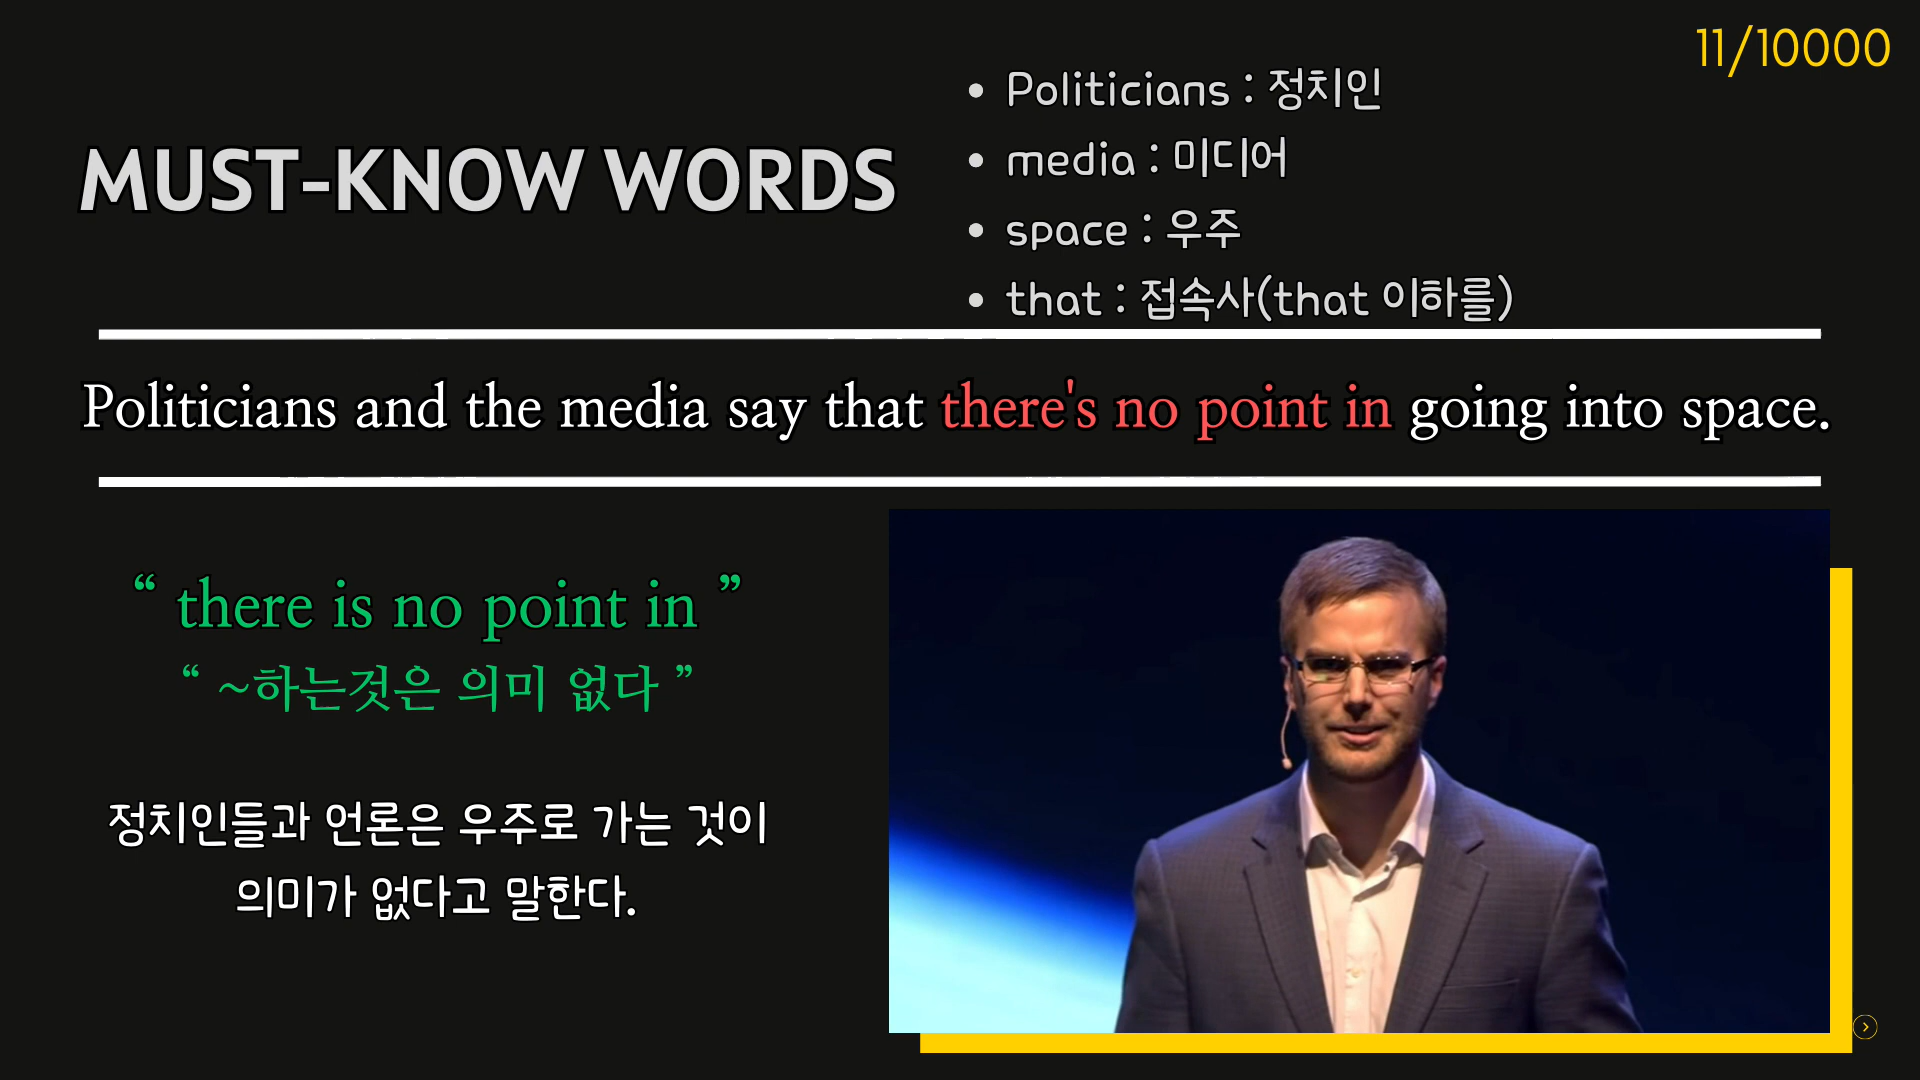 11/10000
MUST-KNOW WORDS
• Politicians : 정치인
• media : 미디어
• space : 우주
• that : 접속사(that 이하를)
Politicians and the media say that there's no point in going into space.
“ there is no point in ”
“ ~하는것은 의미 없다 ”
정치인들과 언론은 우주로 가는 것이
의미가 없다고 말한다.